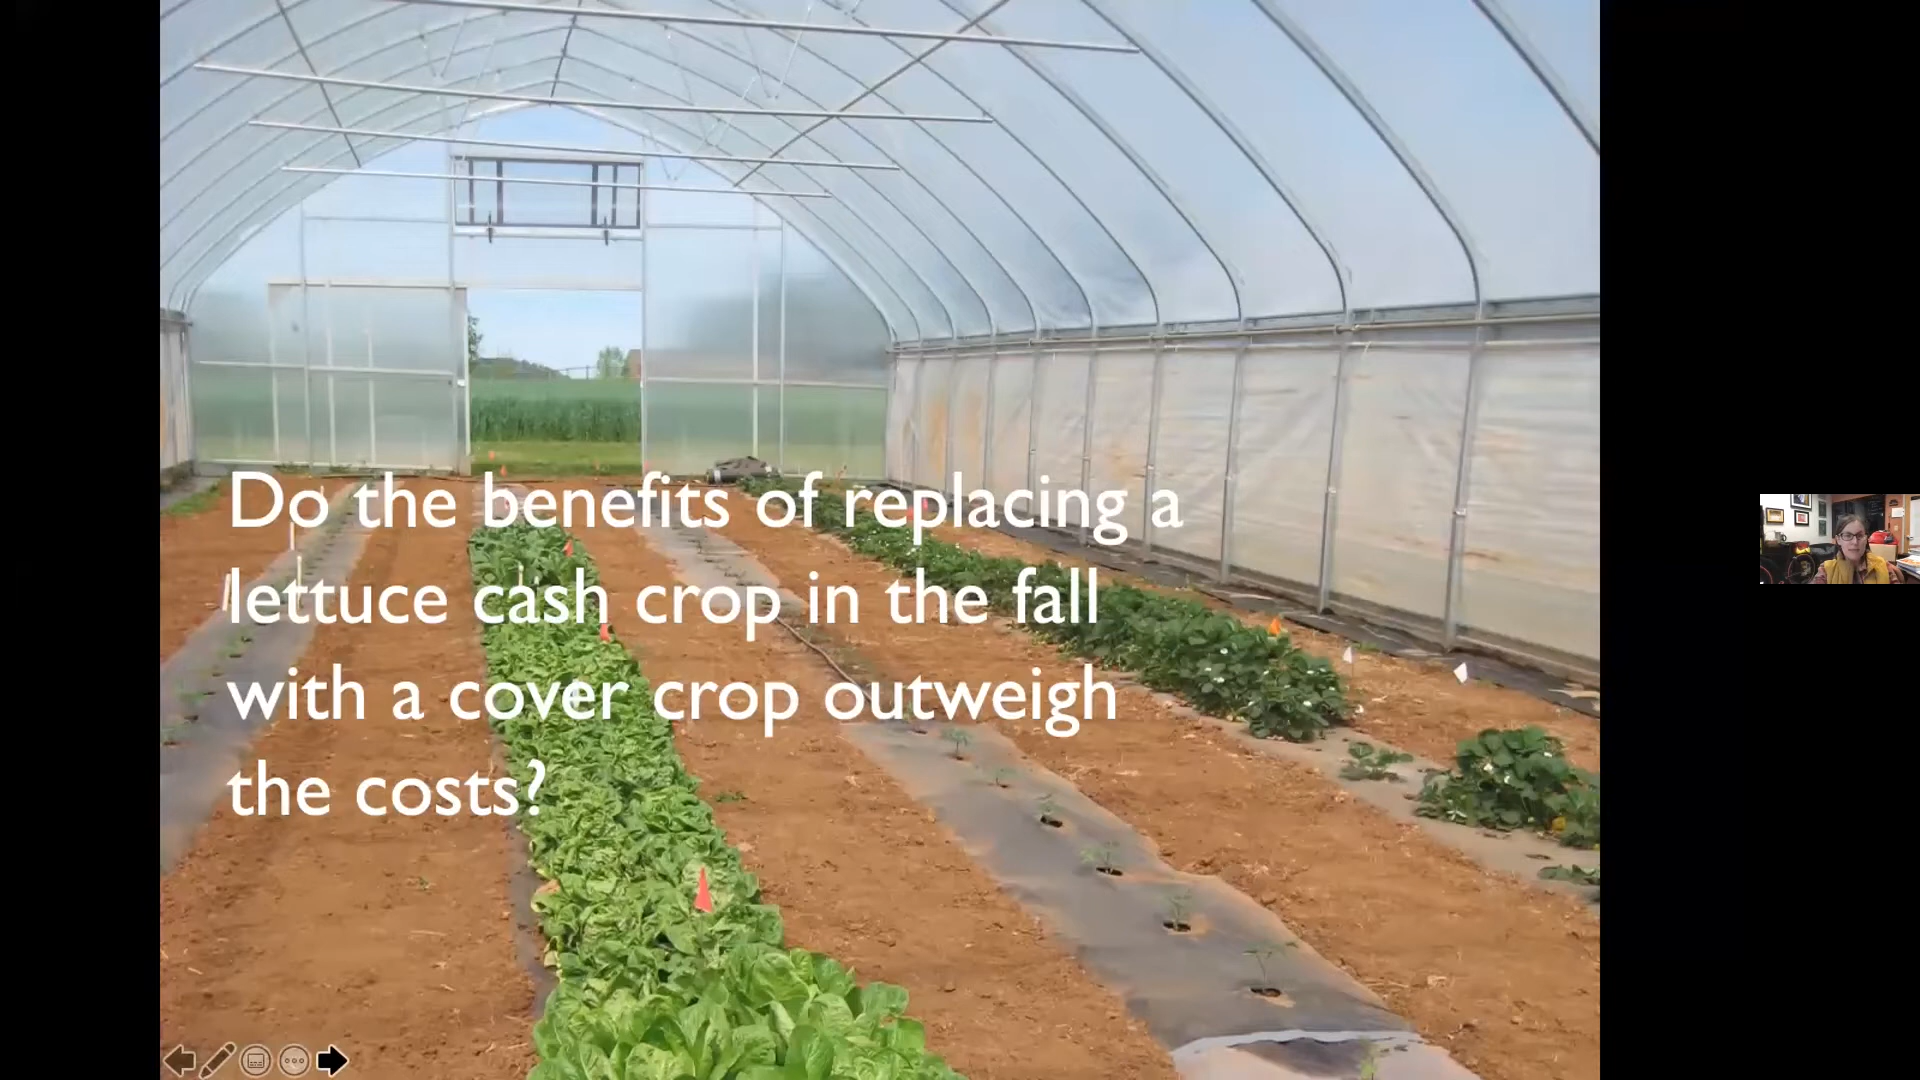 Do the benefits of replacing a
lettuce cash crop in the fall
with a cover crop outweigh
the costs?